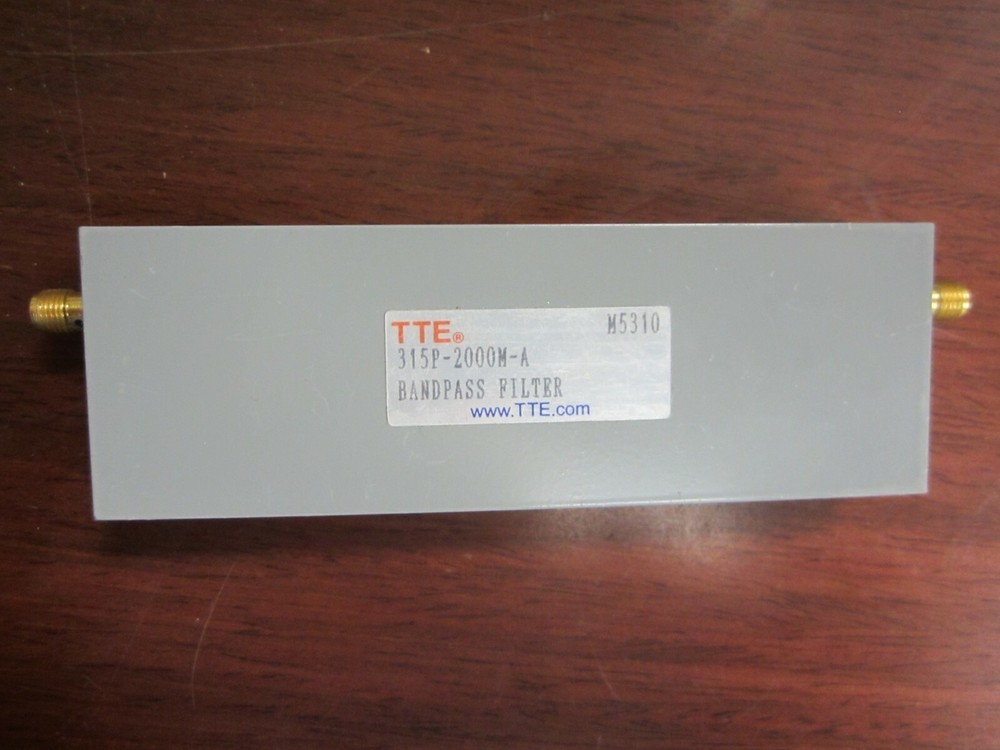 TTE® M5310
315P-2000M-A
BANDPASS FILTER
www.TTE.com